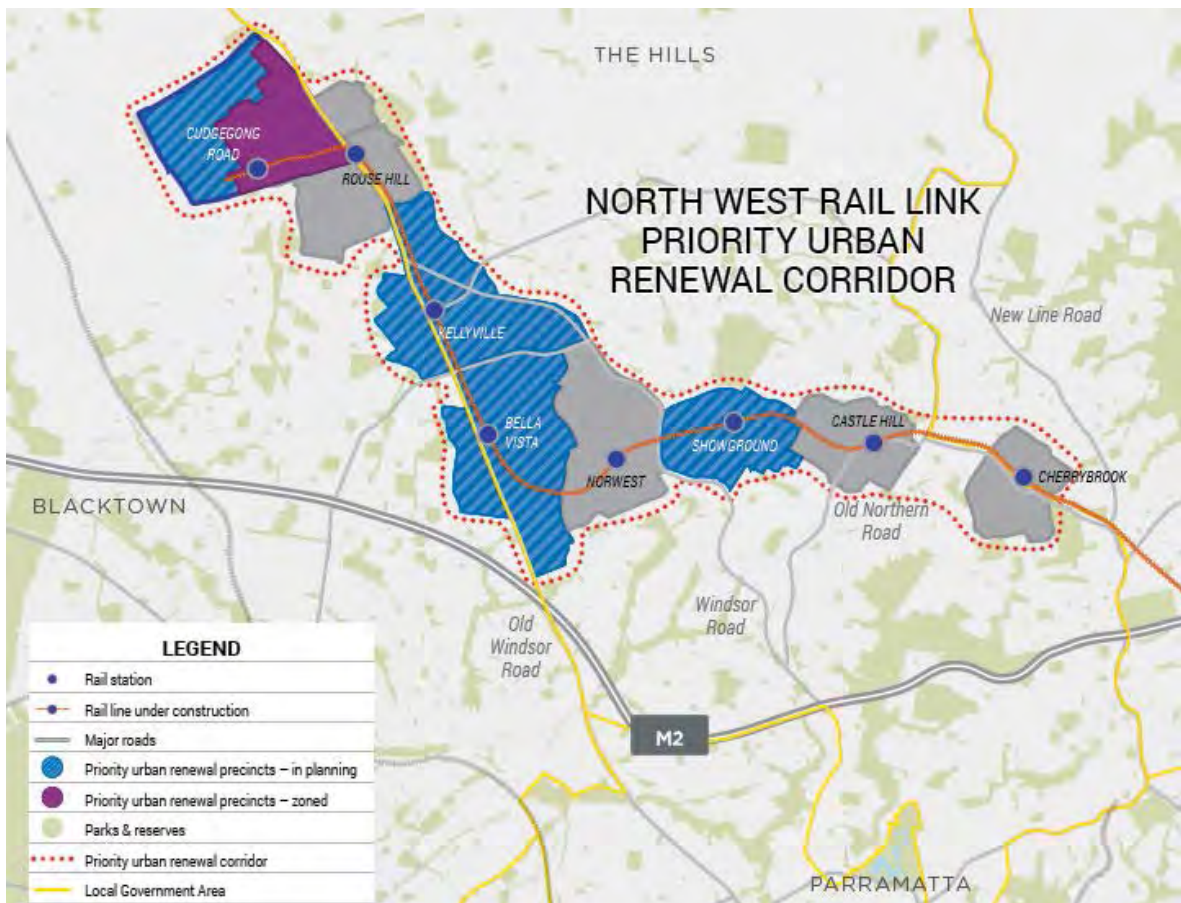 THE HILLS
CUDGEGONG
ROAD
ROUSE HILL
NORTH WEST RAIL LINK
PRIORITY URBAN
RENEWAL CORRIDOR
New Line Road
KELLYVILLE
BELLA
VISTA
SHOWGROUND
CASTLE HILL
NORWEST
CHERRYBROOK
BLACKTOWN
Old Northern
Road
Windsor
Road
Old
Windsor
Road
M2
PARRAMATTA
LEGEND
Rail station
Rail line under construction
Major roads
Priority urban renewal precincts – in planning
Priority urban renewal precincts – zoned
Parks & reserves
Priority urban renewal corridor
Local Government Area